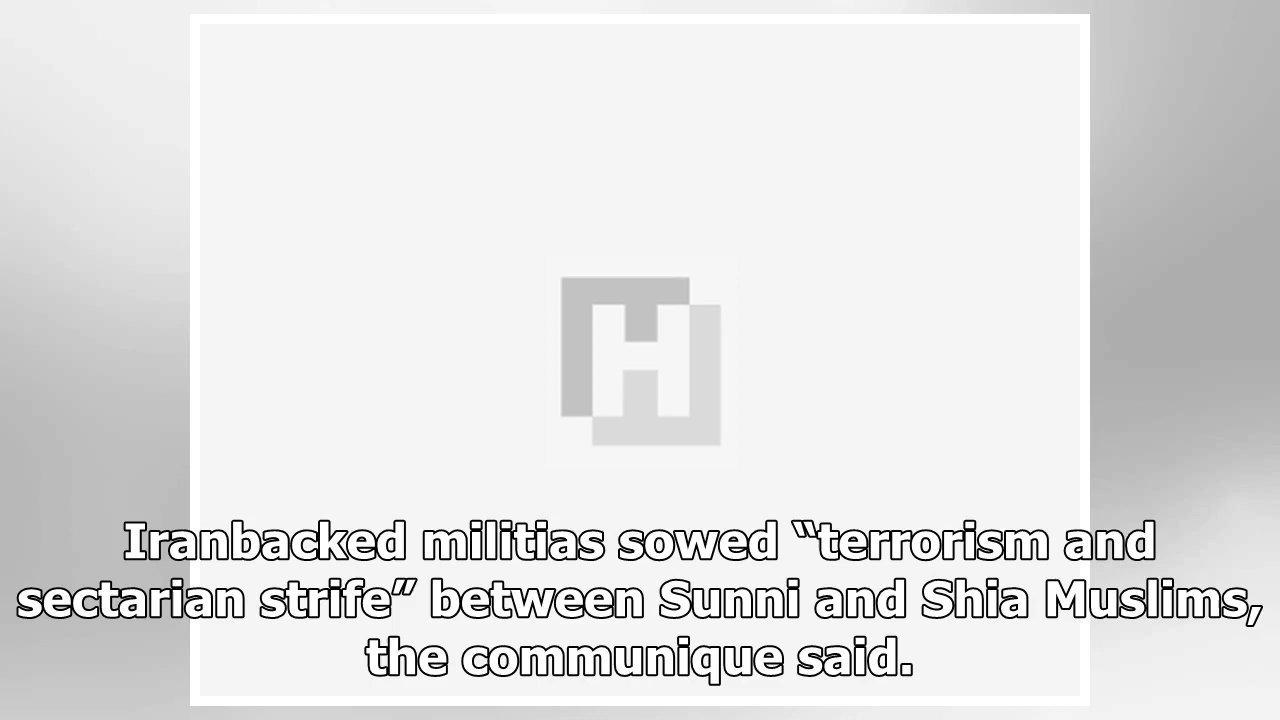 H
Iranbacked militias sowed “terrorism and
sectarian strife” between Sunni and Shia Muslims,
the communique said.